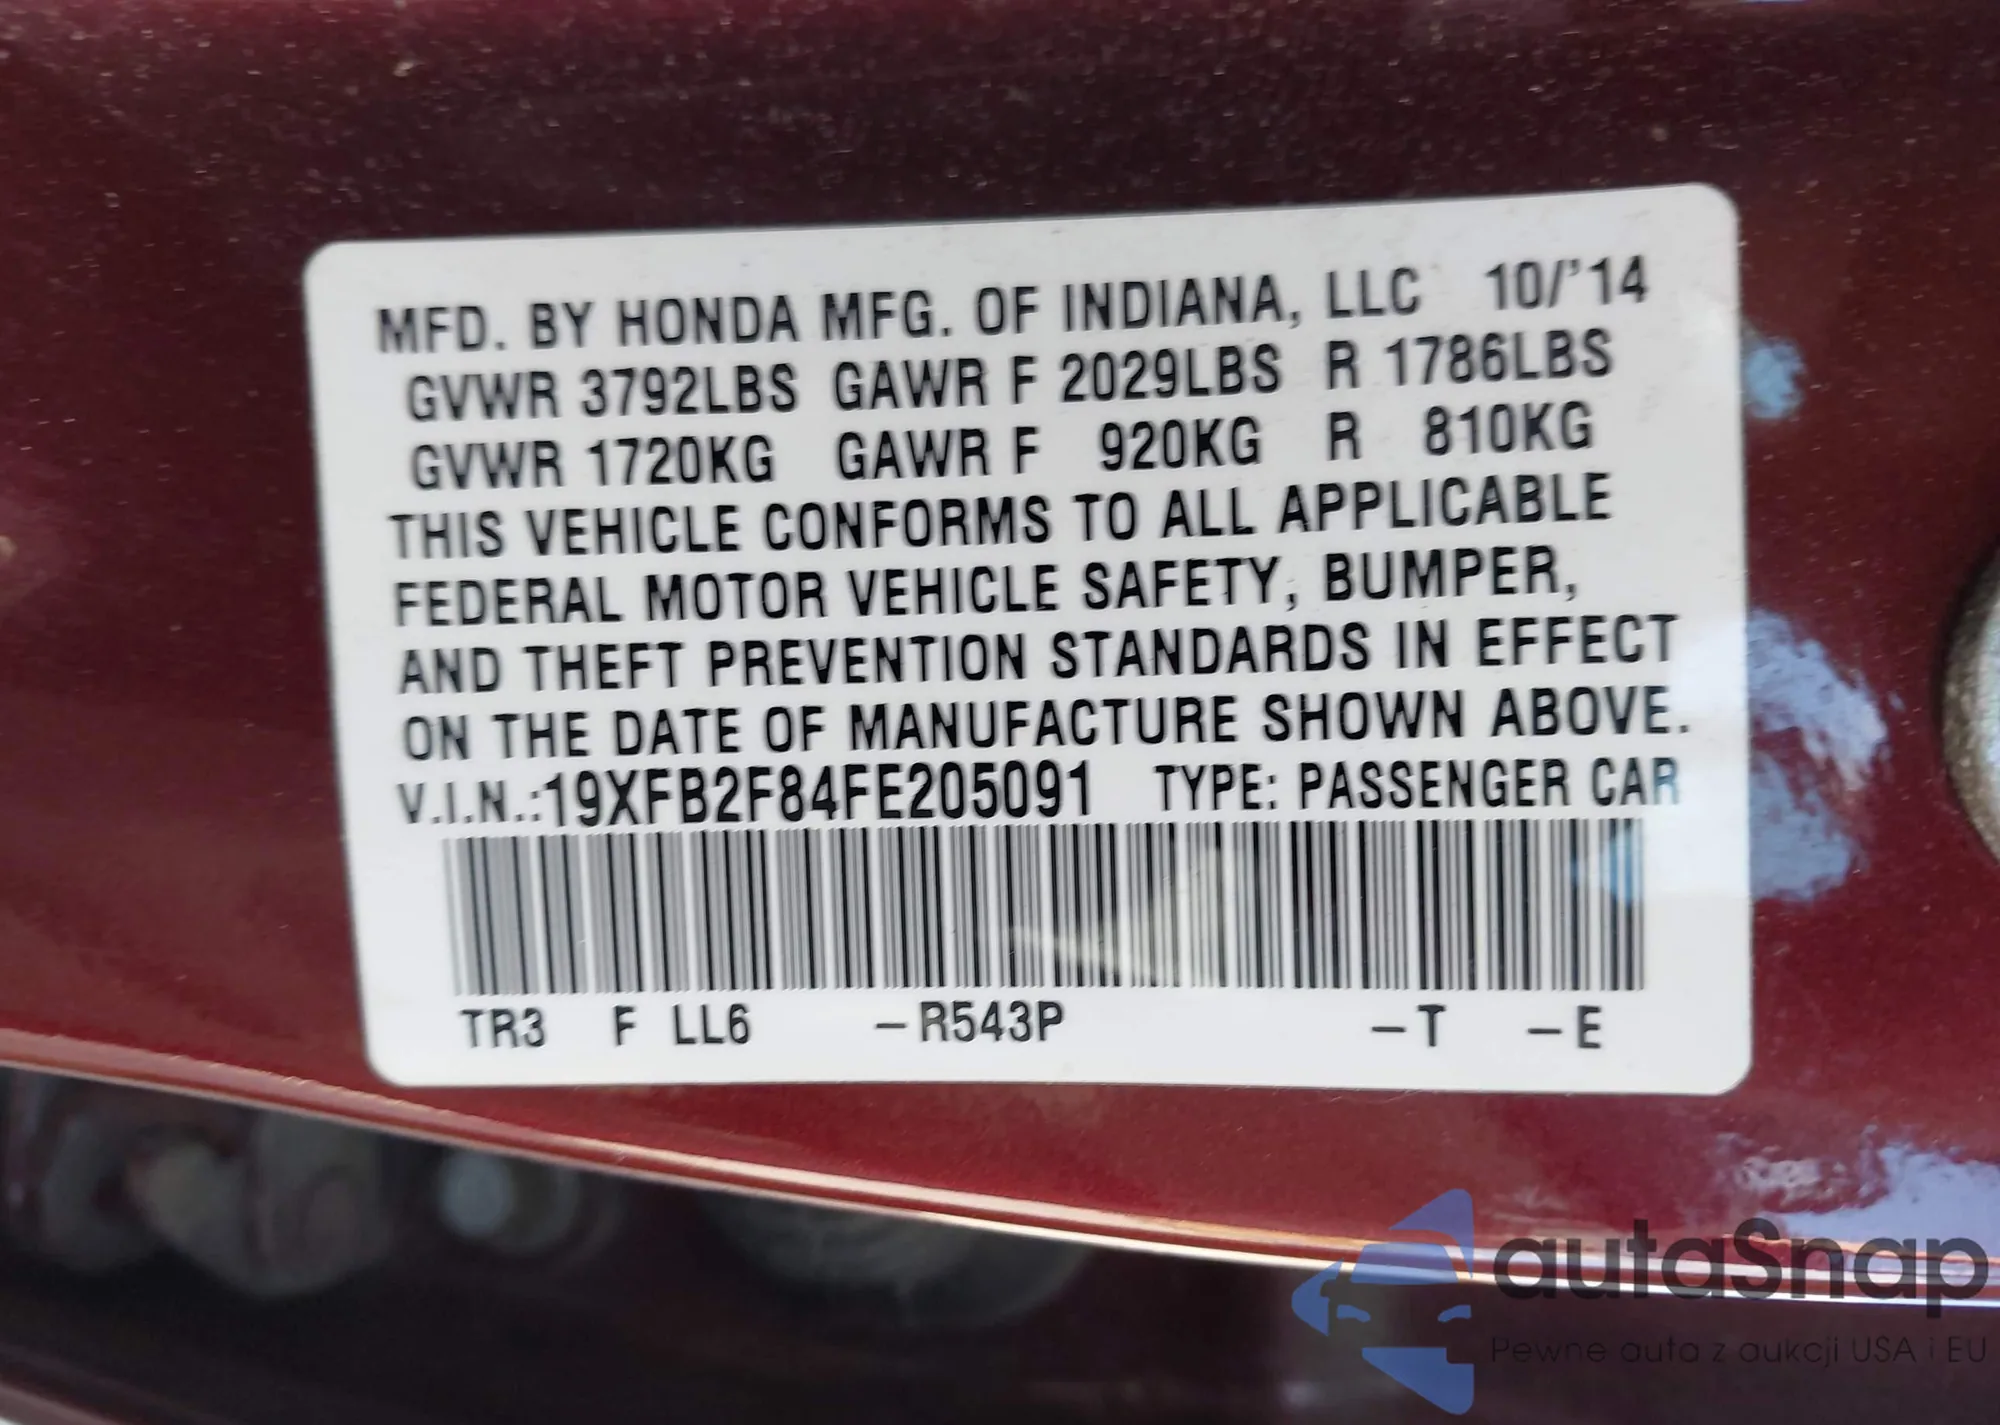 MFD. BY HONDA MFG. OF INDIANA, LLC 10/'14
GVWR 3792LBS GAWR F 2029LBS R 1786LBS
GVWR 1720KG GAWR F 920KG R 810KG
THIS VEHICLE CONFORMS TO ALL APPLICABLE
FEDERAL MOTOR VEHICLE SAFETY, BUMPER,
AND THEFT PREVENTION STANDARDS IN EFFECT
ON THE DATE OF MANUFACTURE SHOWN ABOVE.
V.I.N.:19XFB2F84FE205091 TYPE: PASSENGER CAR
TR3 F LL6 –R543P –T –E
autaSnap
Pewne auta z aukcji USA i EU